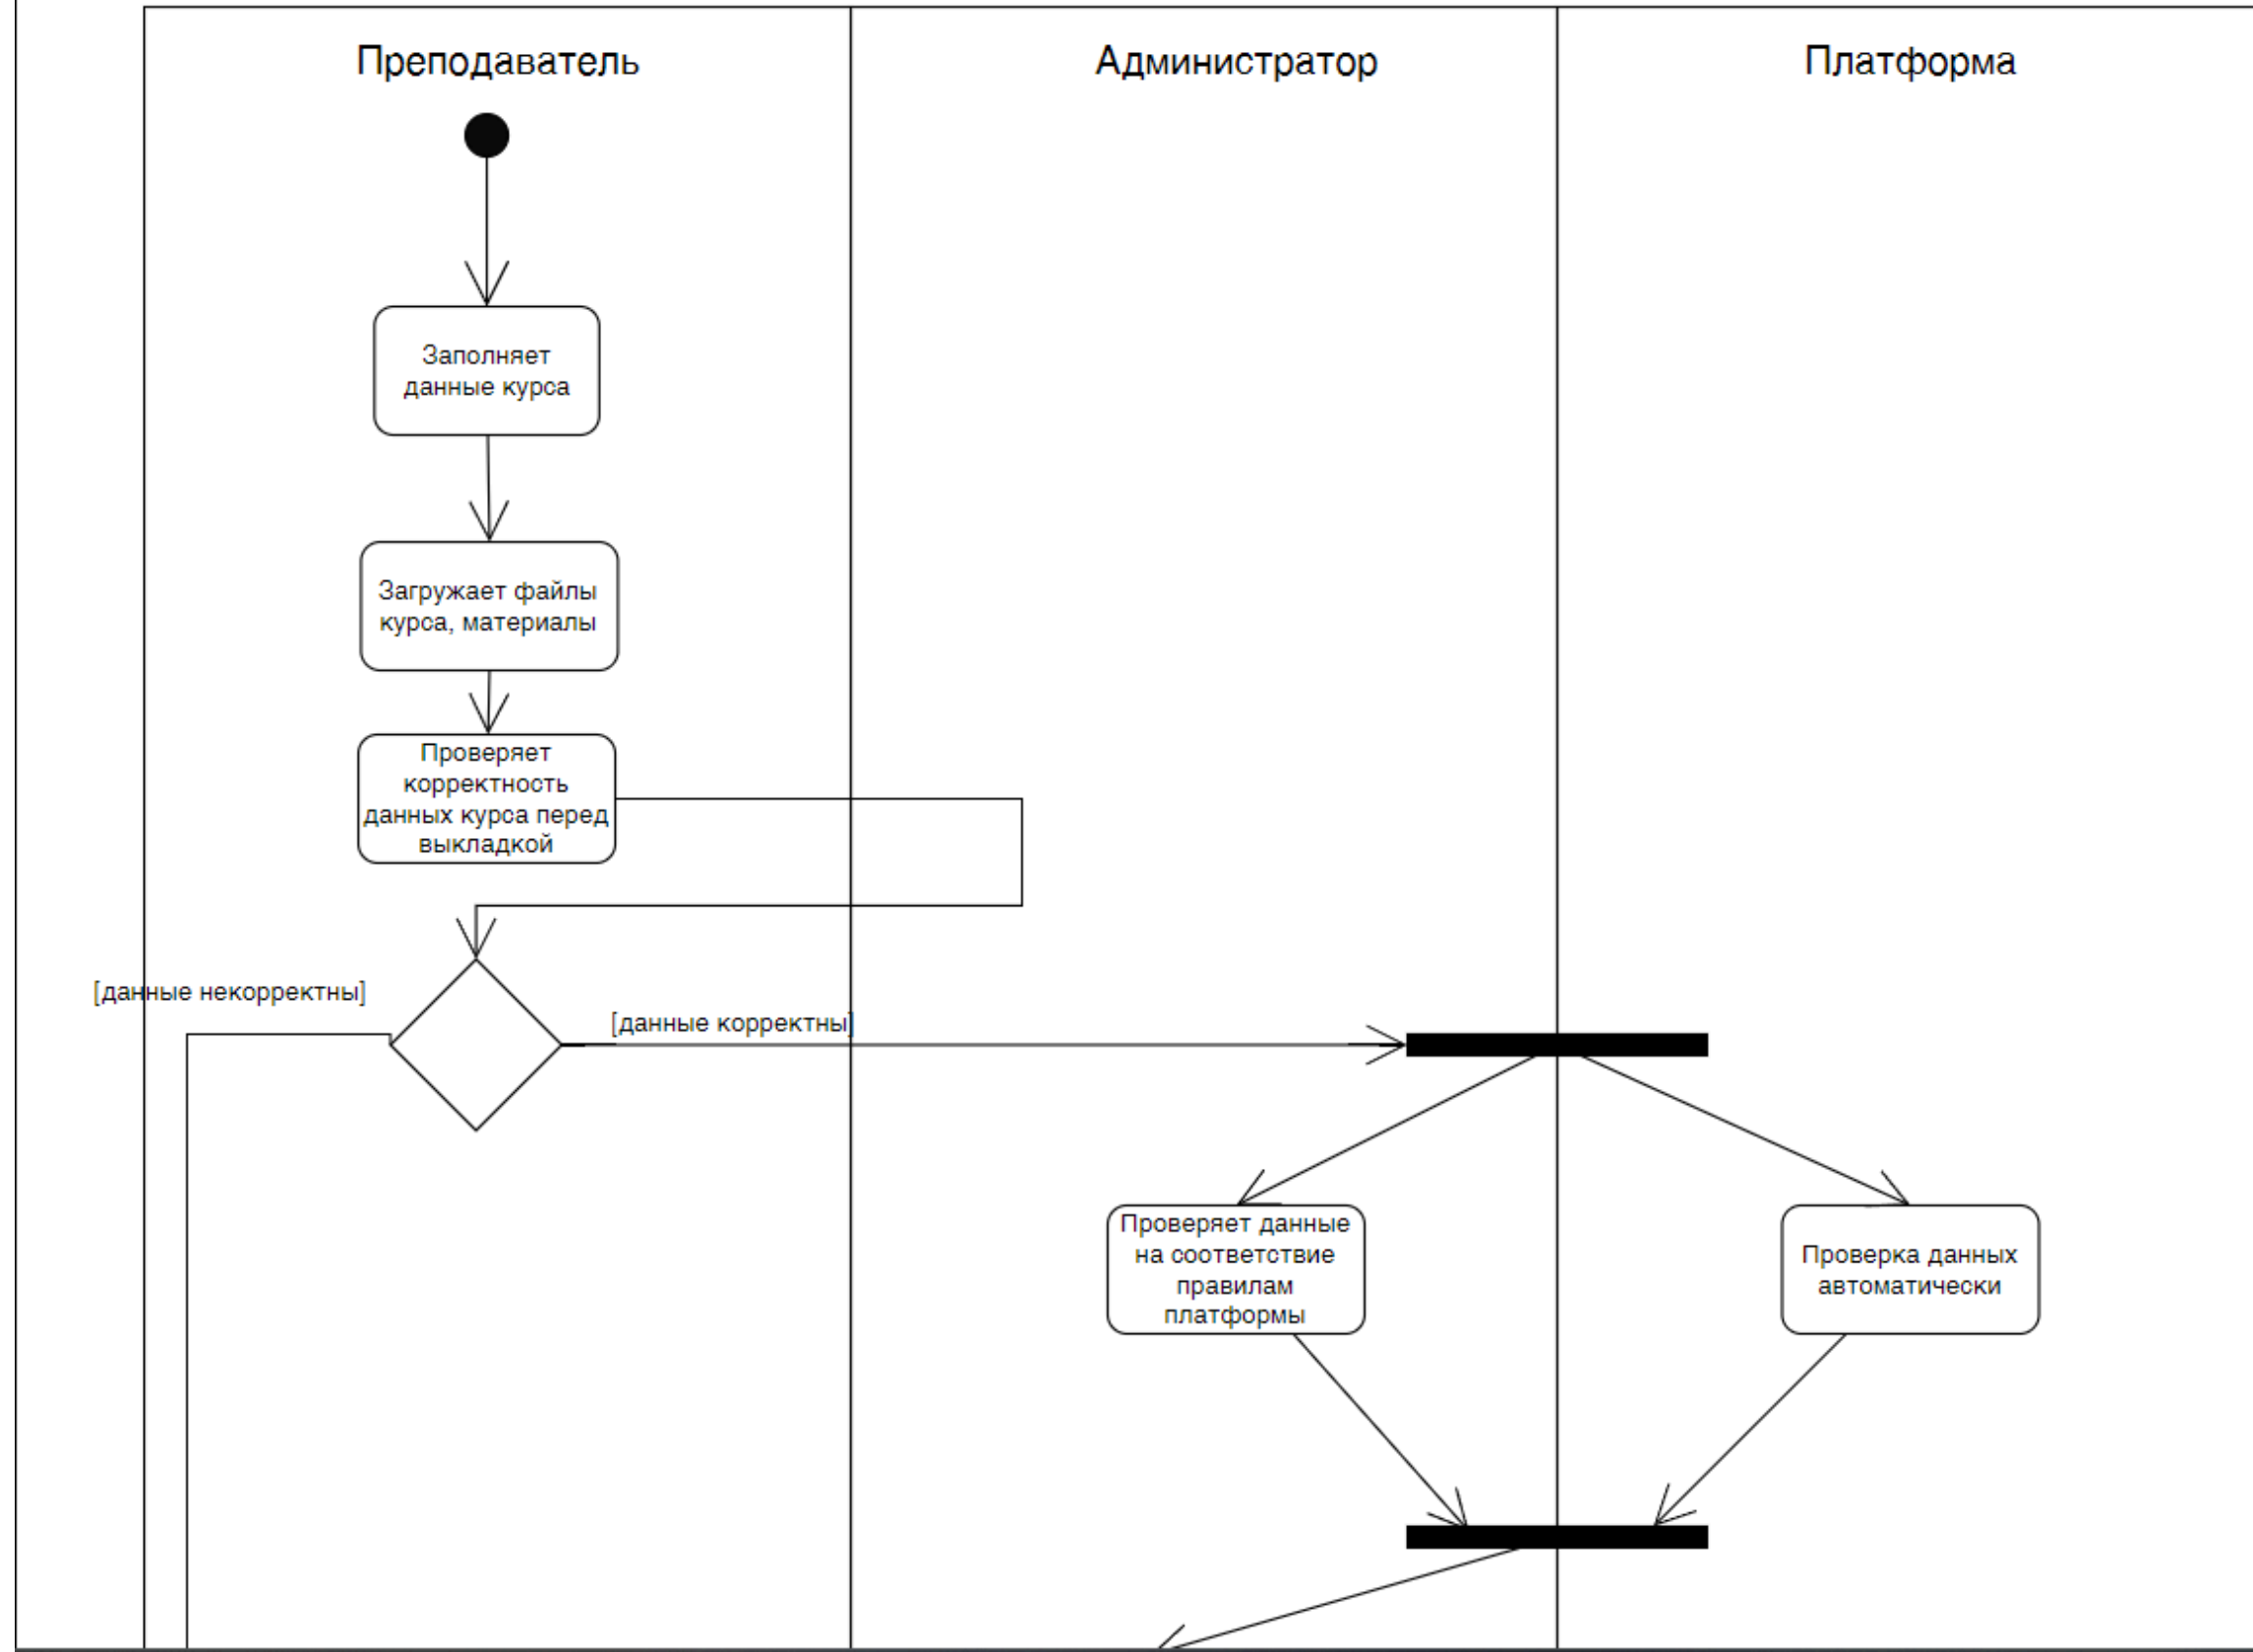 Преподаватель
Администратор
Платформа
Заполняет
данные курса
Загружает файлы
курса, материалы
Проверяет
корректность
данных курса перед
выкладкой
[данные некорректны]
[данные корректны]
Проверяет данные
на соответствие
правилам
платформы
Проверка данных
автоматически